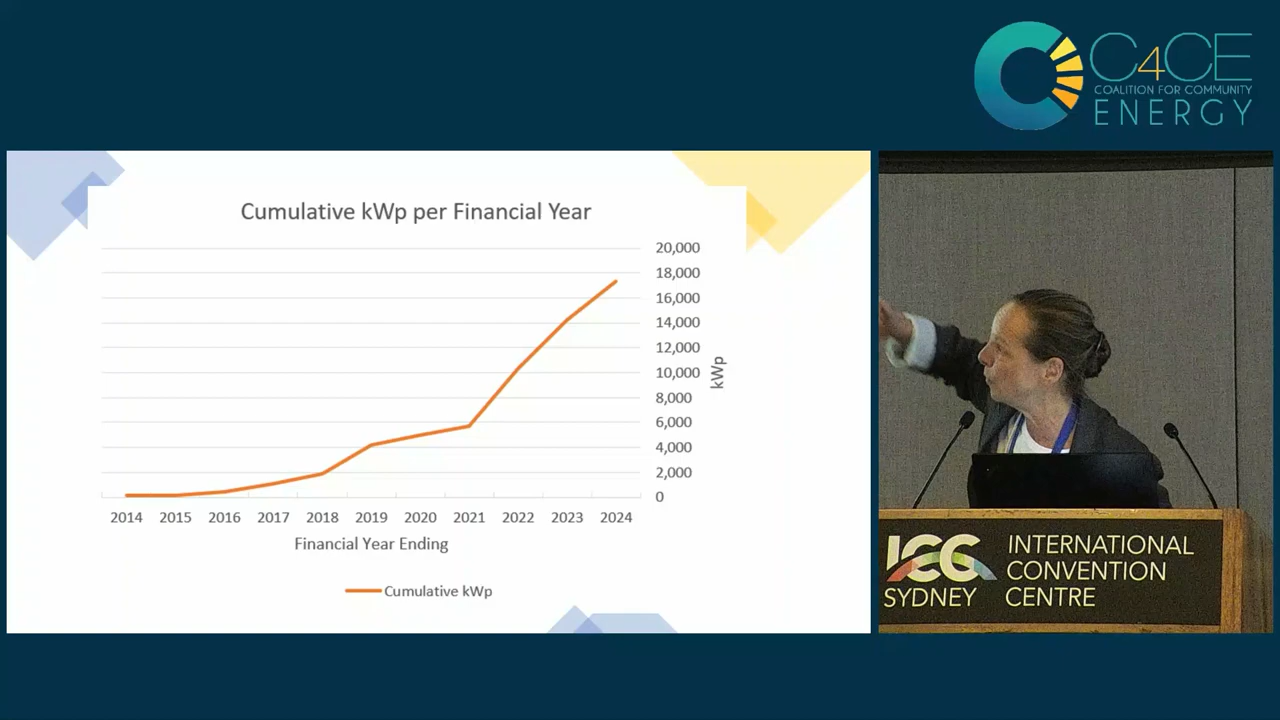 C4CE
COALITION FOR COMMUNITY
ENERGY
Cumulative kWp per Financial Year
20,000
18,000
16,000
14,000
12,000
10,000
8,000
6,000
4,000
2,000
0
kWp
2014 2015 2016 2017 2018 2019 2020 2021 2022 2023 2024
Financial Year Ending
Cumulative kWp
ICC
SYDNEY
INTERNATIONAL
CONVENTION
CENTRE